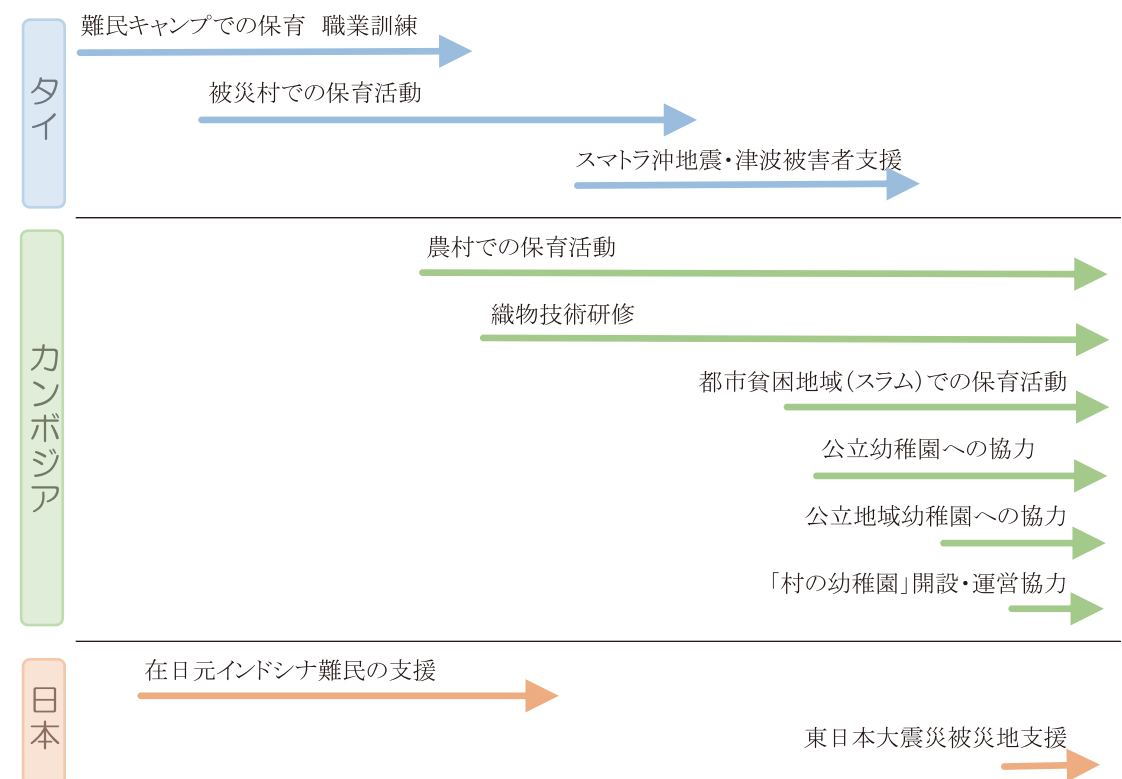 タイ
難民キャンプでの保育　職業訓練
被災村での保育活動
スマトラ沖地震・津波被害者支援
カンボジア
農村での保育活動
織物技術研修
都市貧困地域（スラム）での保育活動
公立幼稚園への協力
公立地域幼稚園への協力
「村の幼稚園」開設・運営協力
日本
在日元インドシナ難民の支援
東日本大震災被災地支援